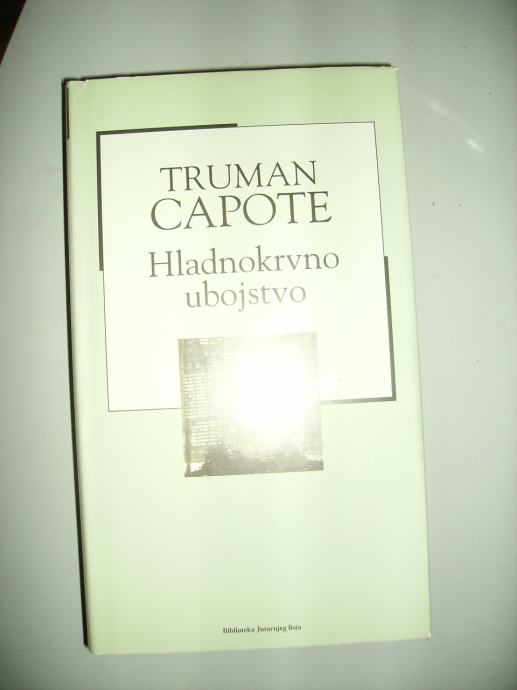 TRUMAN
CAPOTE
Hladnokrvno
ubojstvo
Biblioteka Jutarnjeg lista